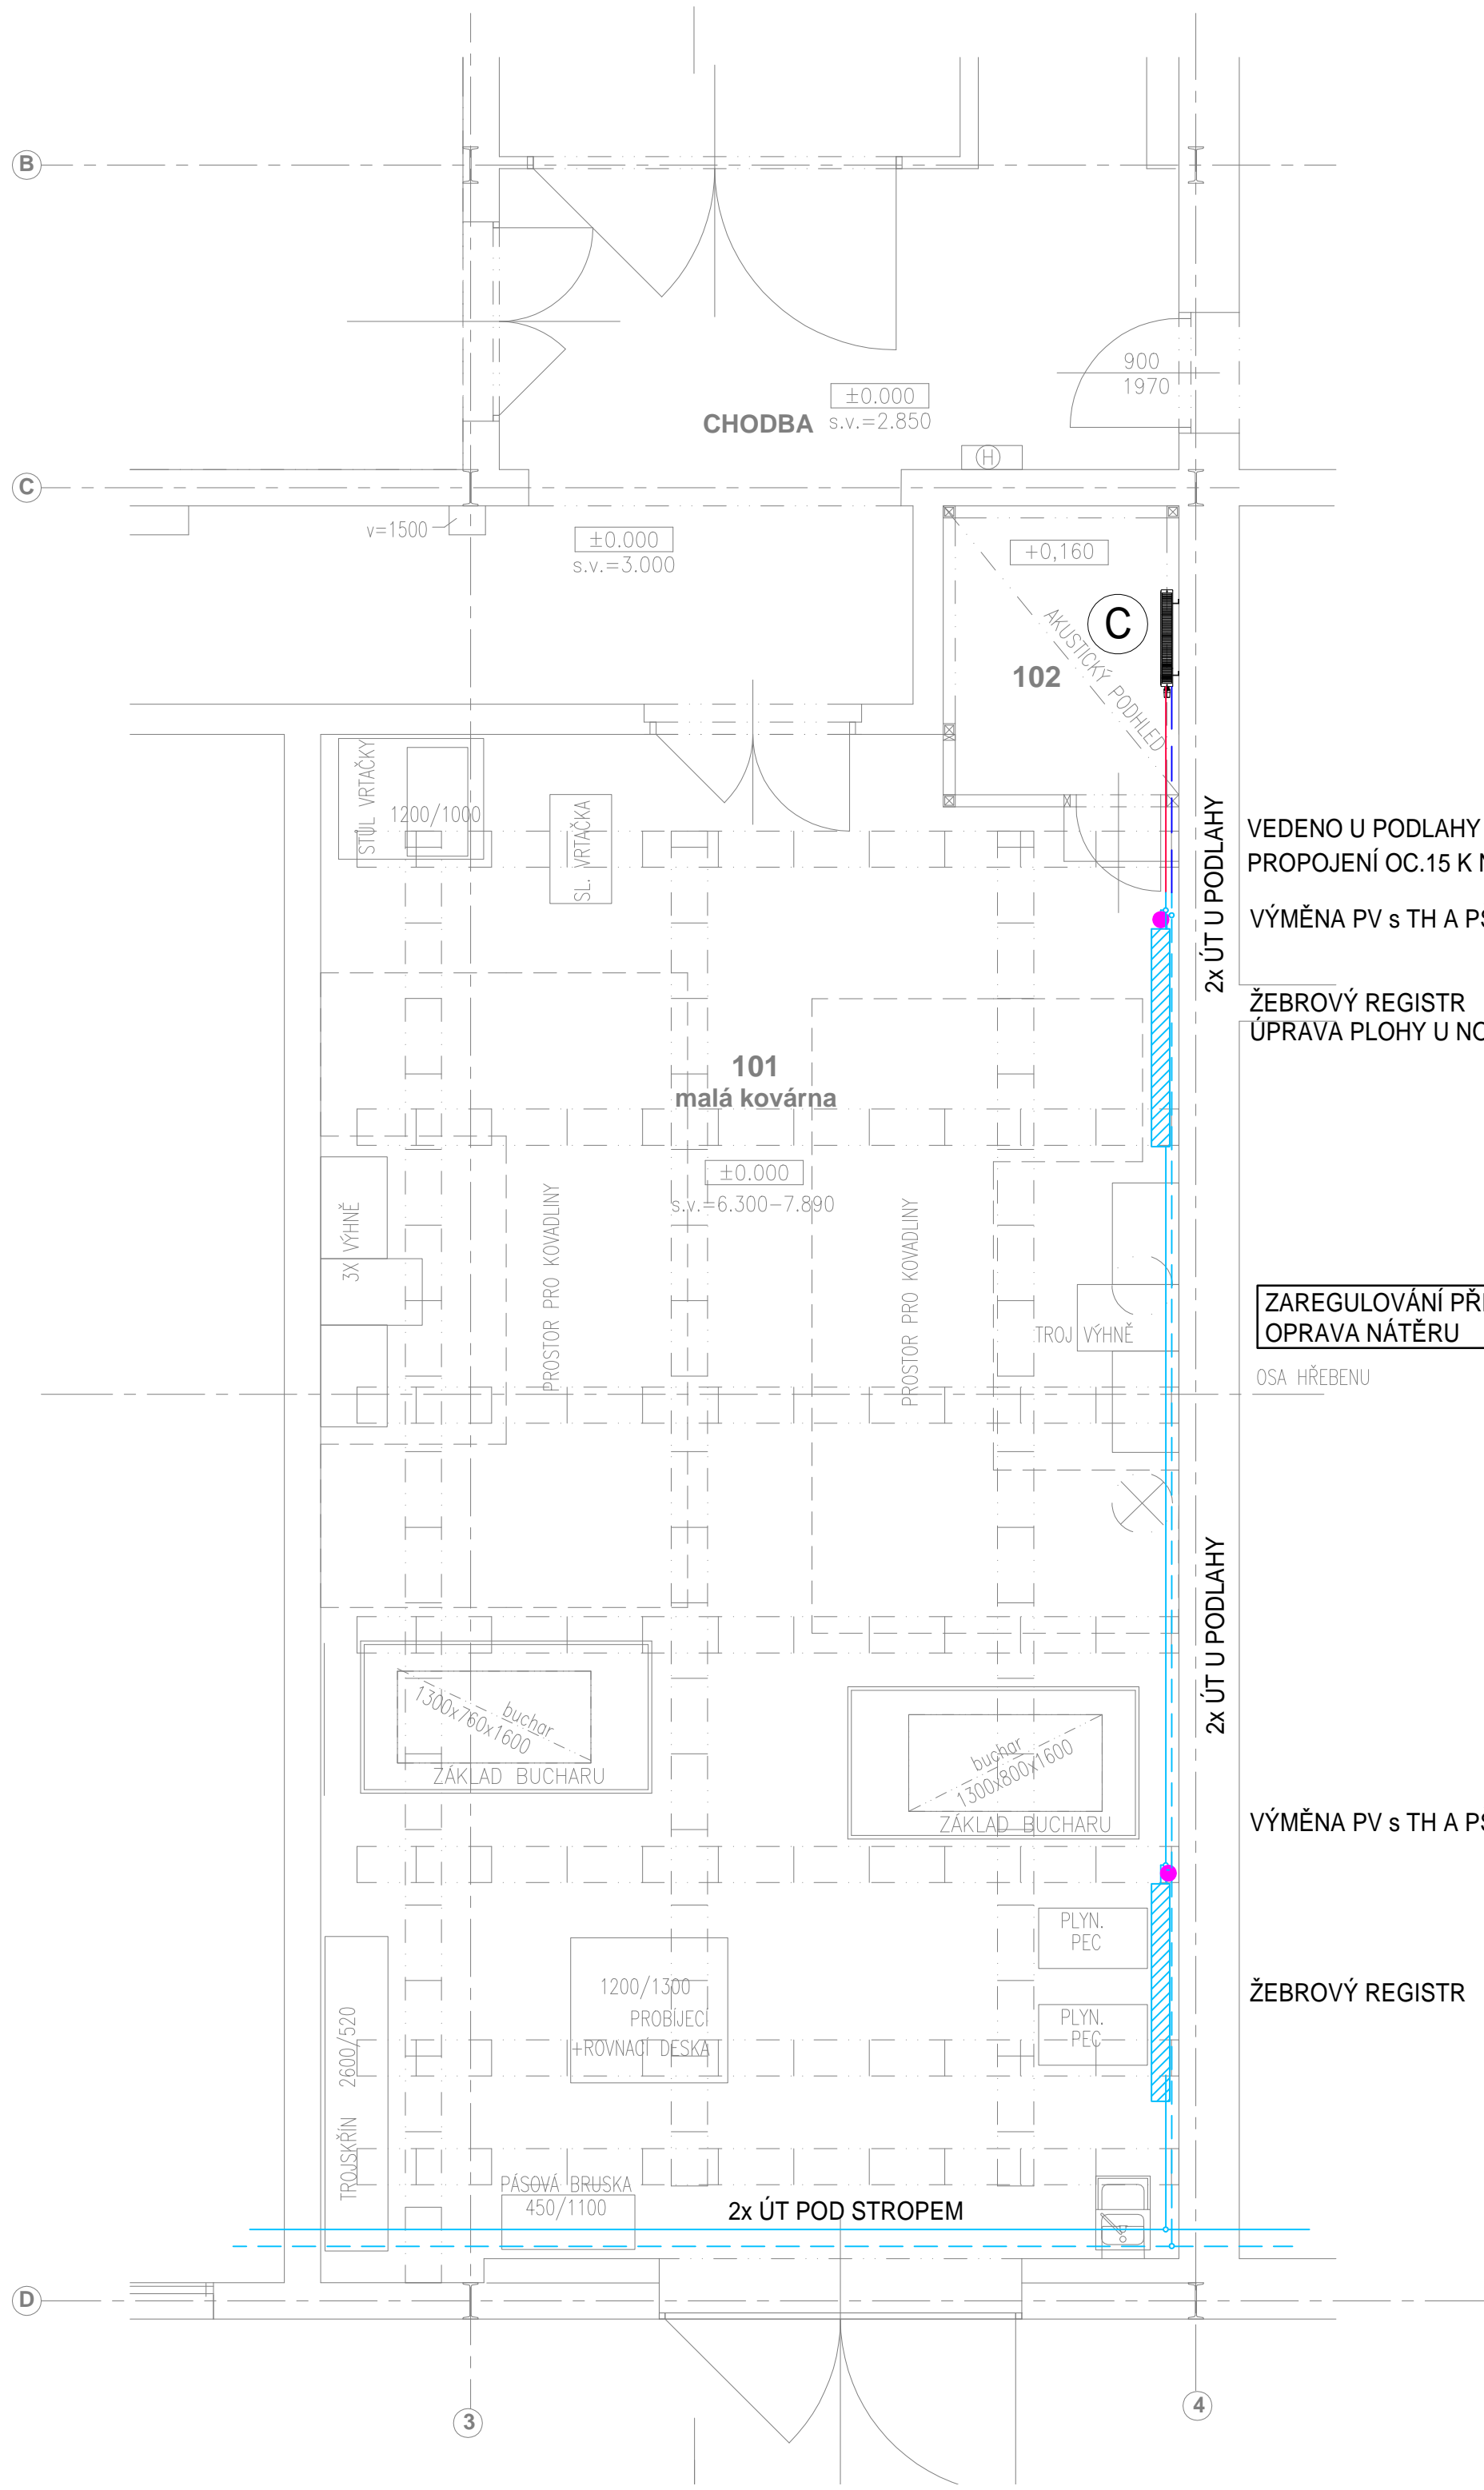 B
900
1970
±0.000
CHODBA s.v.=2.850
H
C
v=1500
±0.000
s.v.=3.000
+0,160
C
AKUSTICKÝ PODHLED
102
STŮL VRTAČKY
1200/1000
SL. VRTAČKA
2x ÚT U PODLAHY
VEDENO U PODLAHY
PROPOJENÍ OC.15 K
VÝMĚNA PV s TH A
ŽEBROVÝ REGISTR
ÚPRAVA PLOHY U
101
malá kovárna
±0.000
s.v.=6.300-7.890
3X VÝHNĚ
PROSTOR PRO KOVADLINY
PROSTOR PRO KOVADLINY
TROJ VÝHNĚ
ZAREGULOVÁNÍ
OPRAVA NÁTĚRU
OSA HŘEBENU
2x ÚT U PODLAHY
buchar
1300x760x1600
ZÁKLAD BUCHARU
buchar
1300x800x1600
ZÁKLAD BUCHARU
VÝMĚNA PV s TH A
PLYN.
PEC
1200/1300
PROBÍJECÍ
+ROVNACÍ DESKA
PLYN.
PEC
ŽEBROVÝ REGISTR
TROJSKŘÍN 2600/520
PÁSOVÁ BRUSKA
450/1100
2x ÚT POD STROPEM
D
3
4